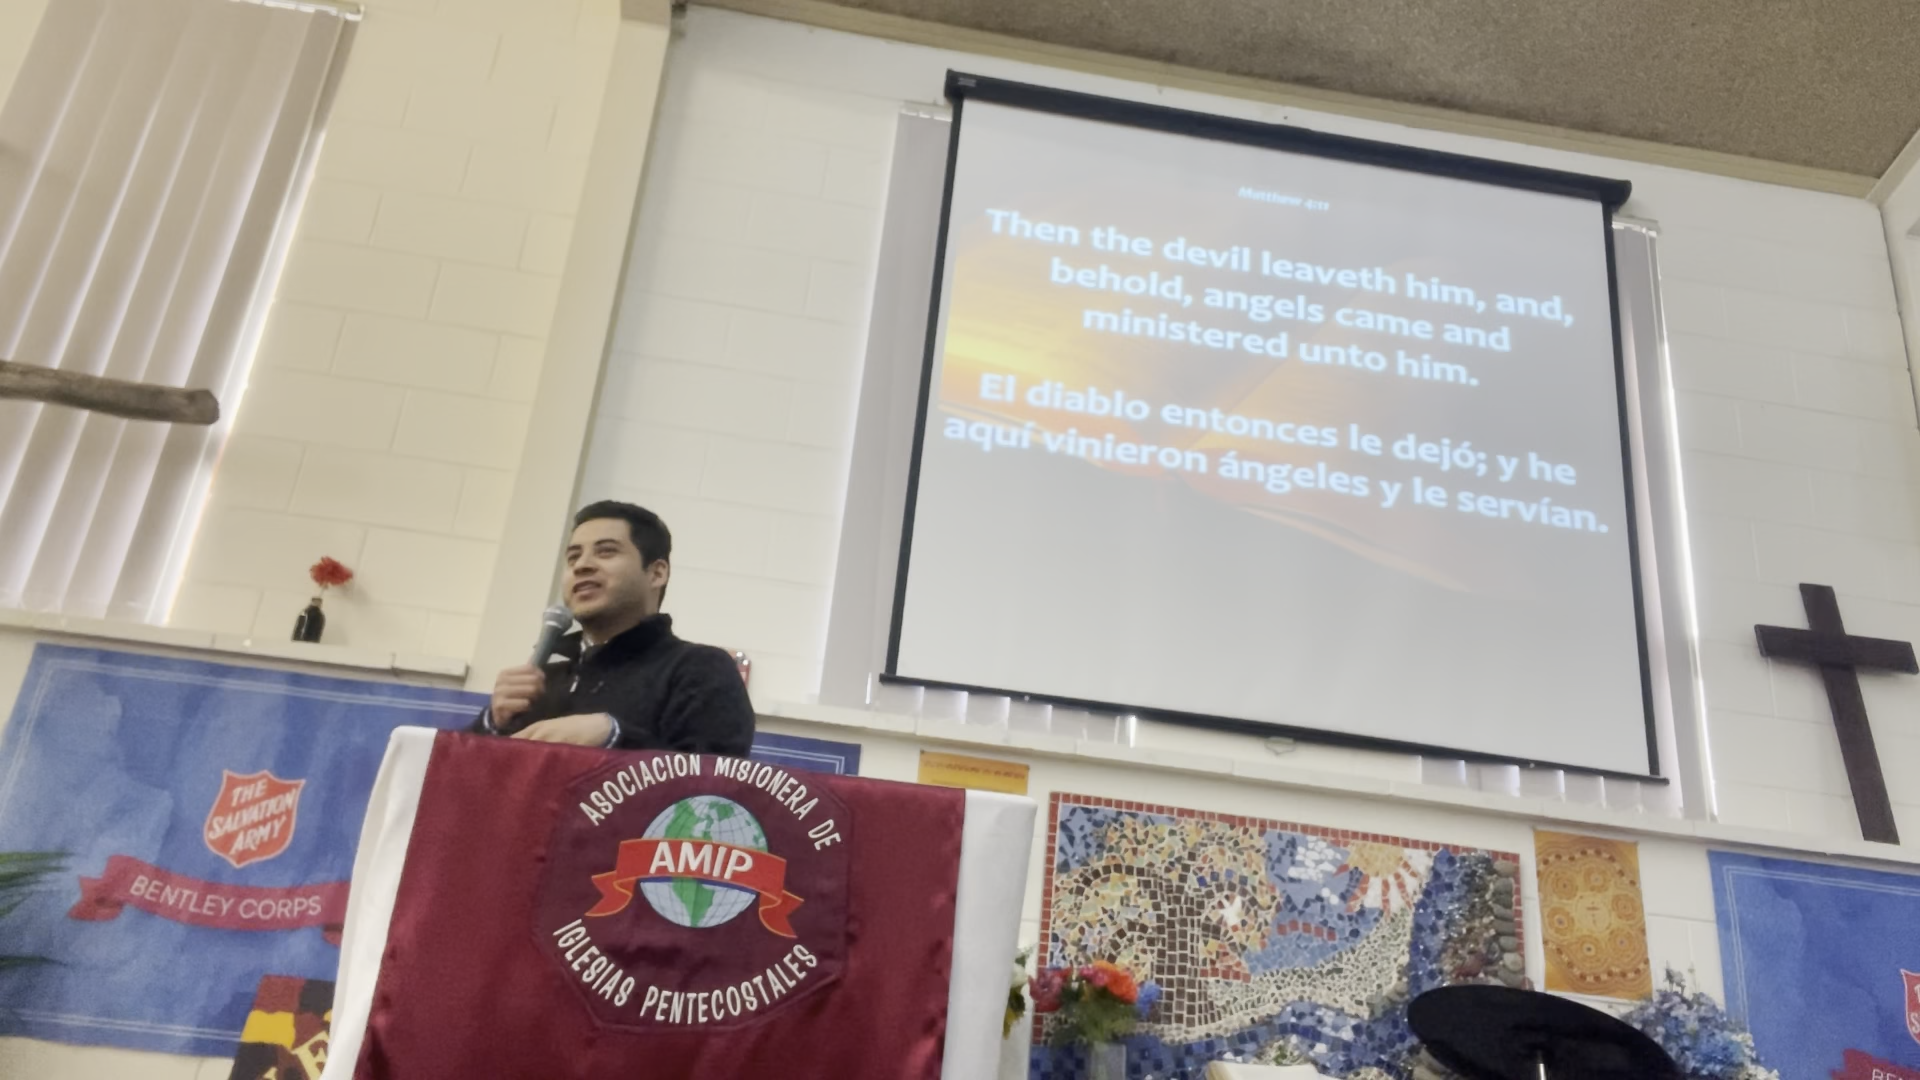 Matthew 4:11
Then the devil leaveth him, and,
behold, angels came and
ministered unto him.
El diablo entonces le dejó; y he
aquí vinieron ángeles y le servían.
THE
SALVATION
ARMY
BENTLEY CORPS
ASOCIACION MISIONERA DE
AMIP
IGLESIAS PENTECOSTALES